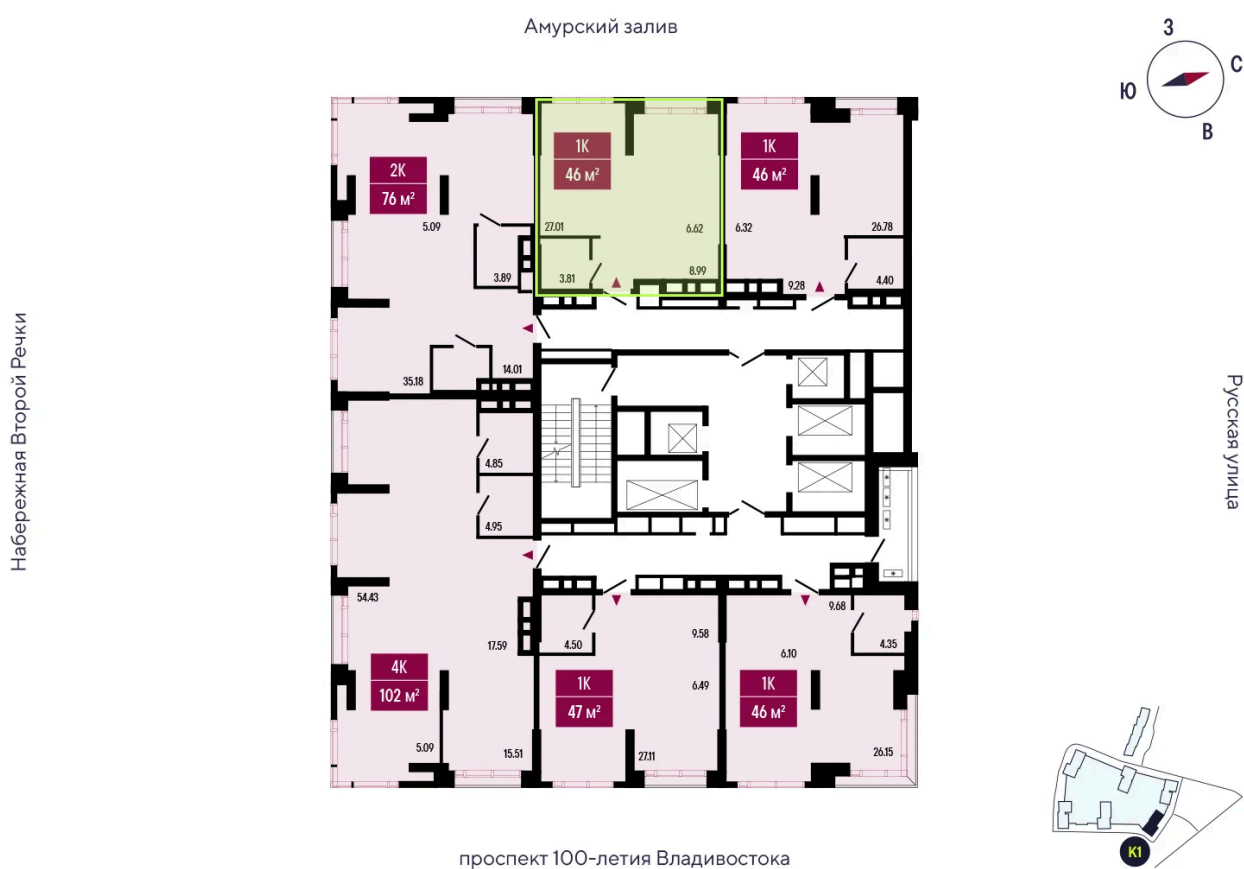 Амурский залив
З
С
Ю
В
1К
46 м²
1К
46 м²
2К
76 м²
5.09
27.01
6.62
6.32
26.78
3.89
3.81
8.99
9.28
4.40
35.18
14.01
4.85
4.95
Набережная Второй Речки
Русская улица
54.43
17.59
4.50
9.58
9.68
4.35
6.10
4К
102 м²
1К
47 м²
6.49
1К
46 м²
5.09
15.51
27.11
26.15
К1
проспект 100-летия Владивостока